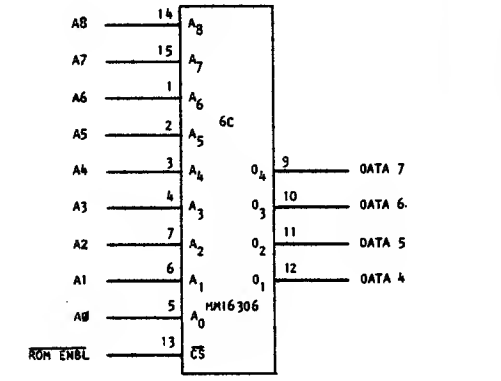 A8 14 A8
A7 15 A7
A6 1 A6
6C
A5 2 A5
A4 3 A4 O4 9 DATA 7
A3 4 A3 O3 10 DATA 6
A2 7 A2 O2 11 DATA 5
A1 6 A1 O1 12 DATA 4
A0 5 A0 MM16306
ROM ENBL 13 CS